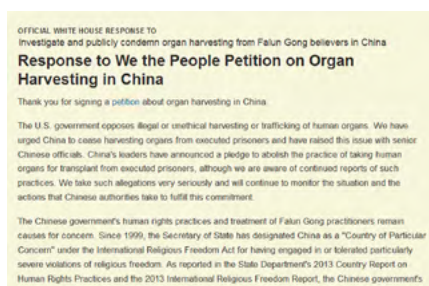 OFFICIAL WHITE HOUSE RESPONSE TO
Investigate and publicly condemn organ harvesting from Falun Gong believers in China
Response to We the People Petition on Organ
Harvesting in China
Thank you for signing a petition about organ harvesting in China.
The U.S. government opposes illegal or unethical harvesting or trafficking of human organs. We have
urged China to cease harvesting organs from executed prisoners and have raised this issue with senior
Chinese officials. China's leaders have announced a pledge to abolish the practice of taking human
organs for transplant from executed prisoners, although we are aware of continued reports of such
practices. We take such allegations very seriously and will continue to monitor the situation and the
actions that Chinese authorities take to fulfill this commitment.
The Chinese government's human rights practices and treatment of Falun Gong practitioners remain
causes for concern. Since 1999, the Secretary of State has designated China as a "Country of Particular
Concern" under the International Religious Freedom Act for having engaged in or tolerated particularly
severe violations of religious freedom. As reported in the State Department's 2013 Country Report on
Human Rights Practices and the 2013 International Religious Freedom Report, the Chinese government's